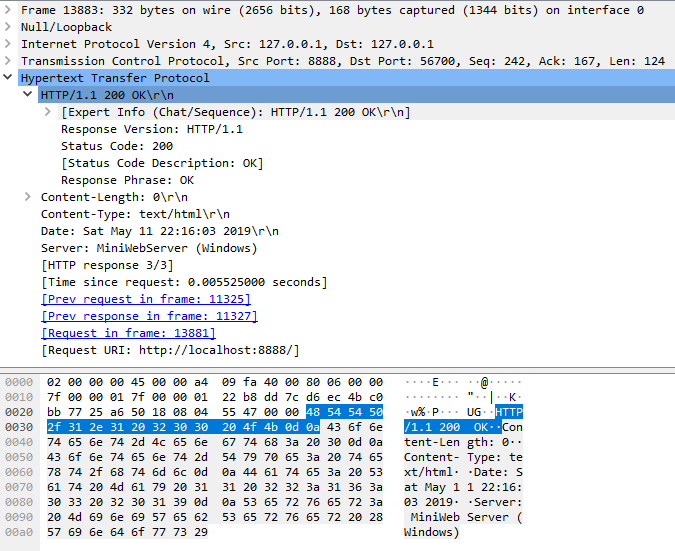 Frame 13883: 332 bytes on wire (2656 bits), 168 bytes captured (1344 bits) on interface 0
Null/Loopback
Internet Protocol Version 4, Src: 127.0.0.1, Dst: 127.0.0.1
Transmission Control Protocol, Src Port: 8888, Dst Port: 56700, Seq: 242, Ack: 167, Len: 124
Hypertext Transfer Protocol
HTTP/1.1 200 OK\r\n
[Expert Info (Chat/Sequence): HTTP/1.1 200 OK\r\n]
Response Version: HTTP/1.1
Status Code: 200
[Status Code Description: OK]
Response Phrase: OK
Content-Length: 0\r\n
Content-Type: text/html\r\n
Date: Sat May 11 22:16:03 2019\r\n
Server: MiniWebServer (Windows)
[HTTP response 3/3]
[Time since request: 0.005525000 seconds]
[Prev request in frame: 11325]
[Prev response in frame: 11327]
[Request in frame: 13881]
[Request URI: http://localhost:8888/]
0000 02 00 00 00 45 00 00 a4 09 fa 40 00 80 06 00 00 ····E··· ··@·····
0010 7f 00 00 01 7f 00 00 01 22 b8 dd 7c d6 ec 4b c0 ········ "··|··K·
0020 bb 77 25 a6 50 18 08 04 55 47 00 00 48 54 54 50 ·w%·P··· UG··HTTP
0030 2f 31 2e 31 20 32 30 30 20 4f 4b 0d 0a 43 6f 6e /1.1 200 OK··Con
0040 74 65 6e 74 2d 4c 65 6e 67 74 68 3a 20 30 0d 0a tent-Len gth: 0··
0050 43 6f 6e 74 65 6e 74 2d 54 79 70 65 3a 20 74 65 Content- Type: te
0060 78 74 2f 68 74 6d 6c 0d 0a 44 61 74 65 3a 20 53 xt/html· ·Date: S
0070 61 74 20 4d 61 79 20 31 31 20 32 32 3a 31 36 3a at May 1 1 22:16:
0080 30 33 20 32 30 31 39 0d 0a 53 65 72 76 65 72 3a 03 2019· ·Server:
0090 20 4d 69 6e 69 57 65 62 53 65 72 76 65 72 20 28 MiniWeb Server (
00a0 57 69 6e 64 6f 77 73 29 Windows)